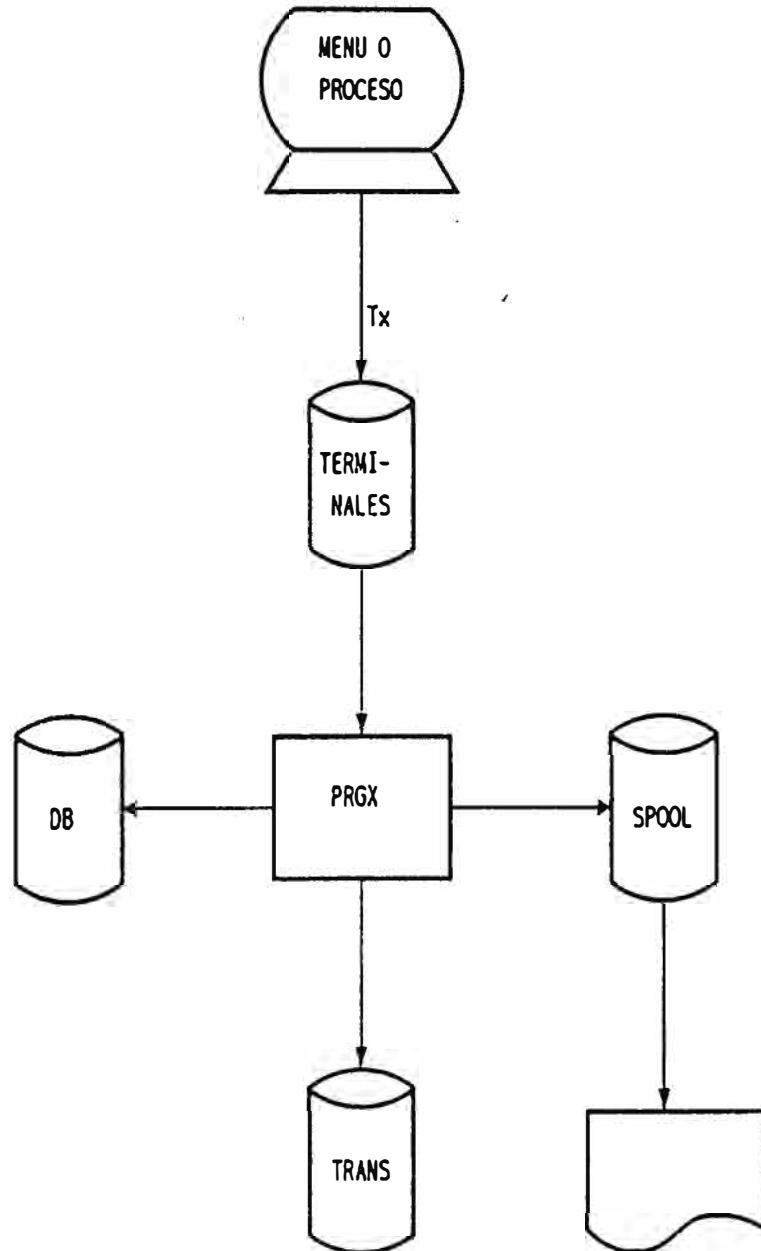 MENU O
PROCESO
Tx
TERMI-
NALES
DB
PRGX
SPOOL
TRANS